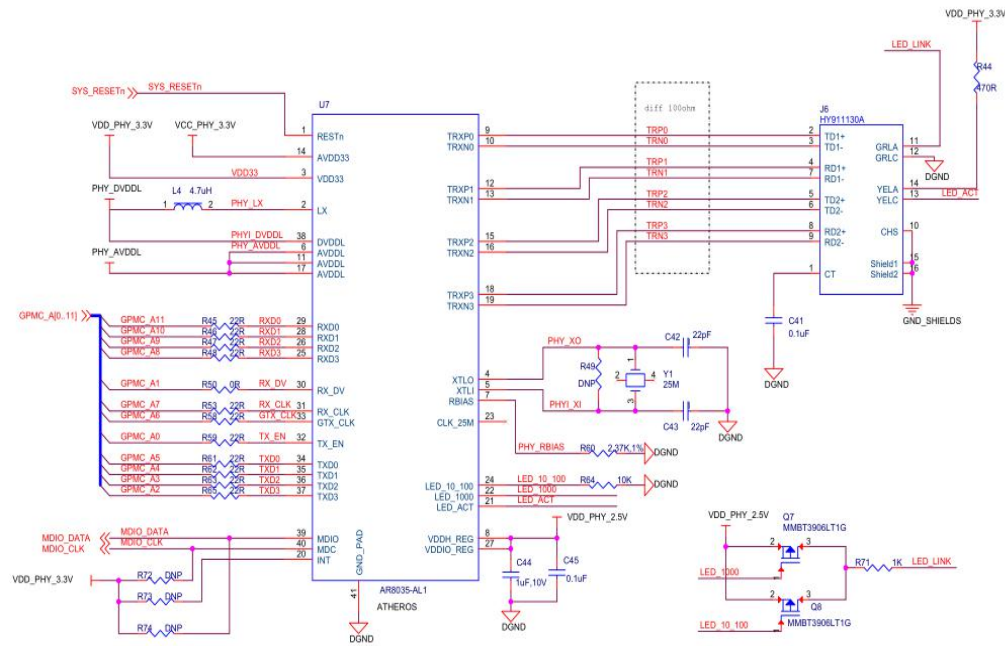 VDD_PHY_3.3V
LED_LINK
R44
470R
SYS_RESETn SYS_RESETn
U7
diff 100ohm
J6
HY911130A
VDD_PHY_3.3V VCC_PHY_3.3V
1 RESTn
14 AVDD33
VDD33 3 VDD33
PHY_DVDDL
L4 4.7uH
1 2 PHY_LX 2 LX
PHYI_DVDDL 38 DVDDL
PHY_AVDDL 6 AVDDL
11 AVDDL
PHY_AVDDL
17 AVDDL
TRXP0 9 TRP0 2 TD1+
TRXN0 10 TRN0 3 TD1-
TRXP1 12 TRP1 4 RD1+
TRXN1 13 TRN1 7 RD1-
TRXP2 15 TRP2 5 TD2+
TRXN2 16 TRN2 6 TD2-
TRXP3 18 TRP3 8 RD2+
TRXN3 19 TRN3 9 RD2-
1 CT
GRLA 11
GRLC 12
DGND
YELA 14
YELC 13 LED_ACT
CHS 10
Shield1 15
Shield2 16
GND_SHIELDS
C41
0.1uF
DGND
GPMC_A[0..11]
GPMC_A11 R45 22R RXD0 29 RXD0
GPMC_A10 R46 22R RXD1 28 RXD1
GPMC_A9 R47 22R RXD2 26 RXD2
GPMC_A8 R48 22R RXD3 25 RXD3
GPMC_A1 R50 0R RX_DV 30 RX_DV
GPMC_A7 R53 22R RX_CLK 31 RX_CLK
GPMC_A6 22R GTX_CLK 33 GTX_CLK
GPMC_A0 R59 22R TX_EN 32 TX_EN
GPMC_A5 R61 22R TXD0 34 TXD0
GPMC_A4 R62 22R TXD1 35 TXD1
GPMC_A3 R63 22R TXD2 36 TXD2
GPMC_A2 R65 22R TXD3 37 TXD3
MDIO_DATA MDIO_DATA 39 MDIO
MDIO_CLK MDIO_CLK 40 MDC
20 INT
VDD_PHY_3.3V
R72 DNP
R73 DNP
R74 DNP
GND_PAD
41
DGND
AR8035-AL1
ATHEROS
XTLO 4 PHY_XO
XTLI 5 PHYI_XI
RBIAS 7
CLK_25M 23
C42 22pF
R49
DNP
1
2 4
3
Y1
25M
C43 22pF
DGND
PHY_RBIAS R60 2.37K,1% DGND
LED_10_100 24 LED_10_100 R64 10K DGND
LED_1000 22 LED_1000
LED_ACT 21 LED_ACT
VDD_PHY_2.5V
VDDH_REG 8
VDDIO_REG 27
C44
1uF,10V
C45
0.1uF
DGND
VDD_PHY_2.5V
Q7
MMBT3906LT1G
2 3
1
LED_1000
R71 1K LED_LINK
2 3
Q8
MMBT3906LT1G
1
LED_10_100